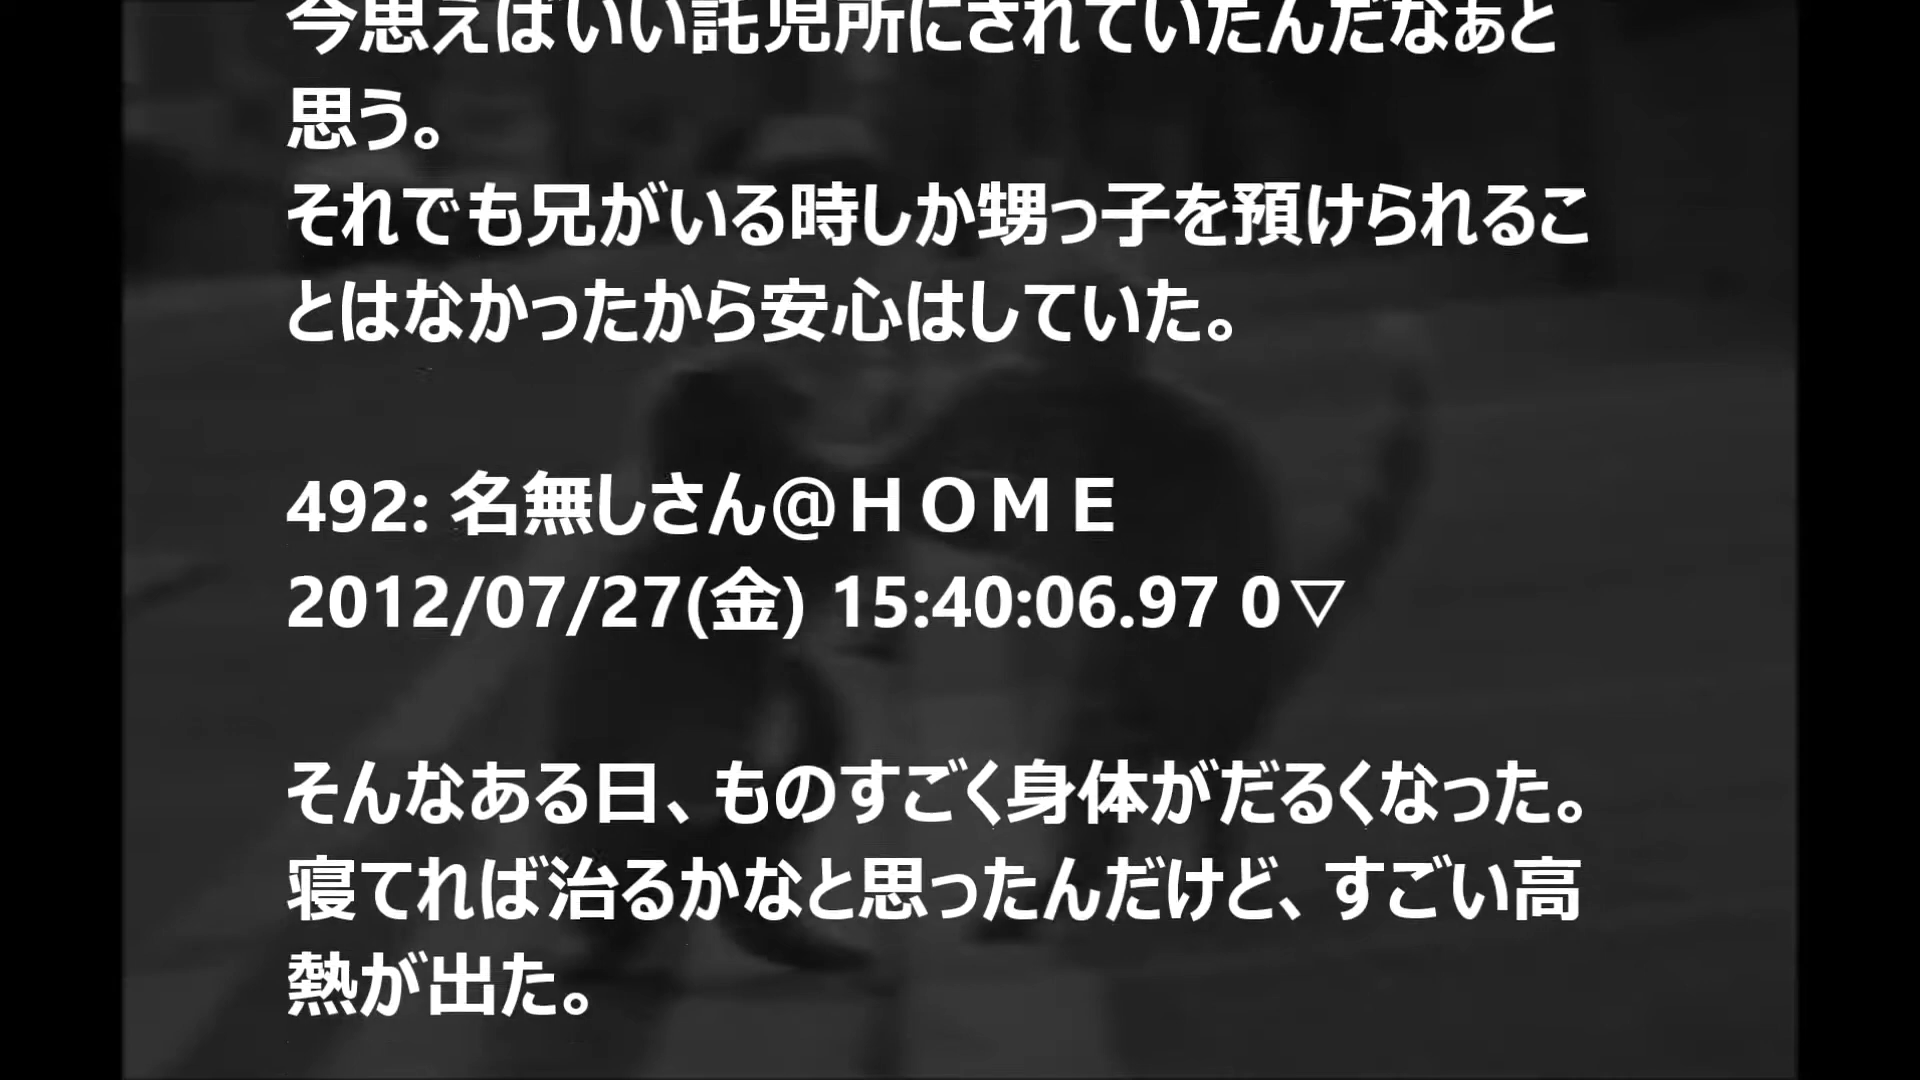 今思えばいい託児所にされていたんだなぁと
思う。
それでも兄がいる時しか甥っ子を預けられるこ
とはなかったから安心はしていた。
492: 名無しさん@ＨＯＭＥ
2012/07/27(金) 15:40:06.97 0▽
そんなある日、ものすごく身体がだるくなった。
寝てれば治るかなと思ったんだけど、すごい高
熱が出た。